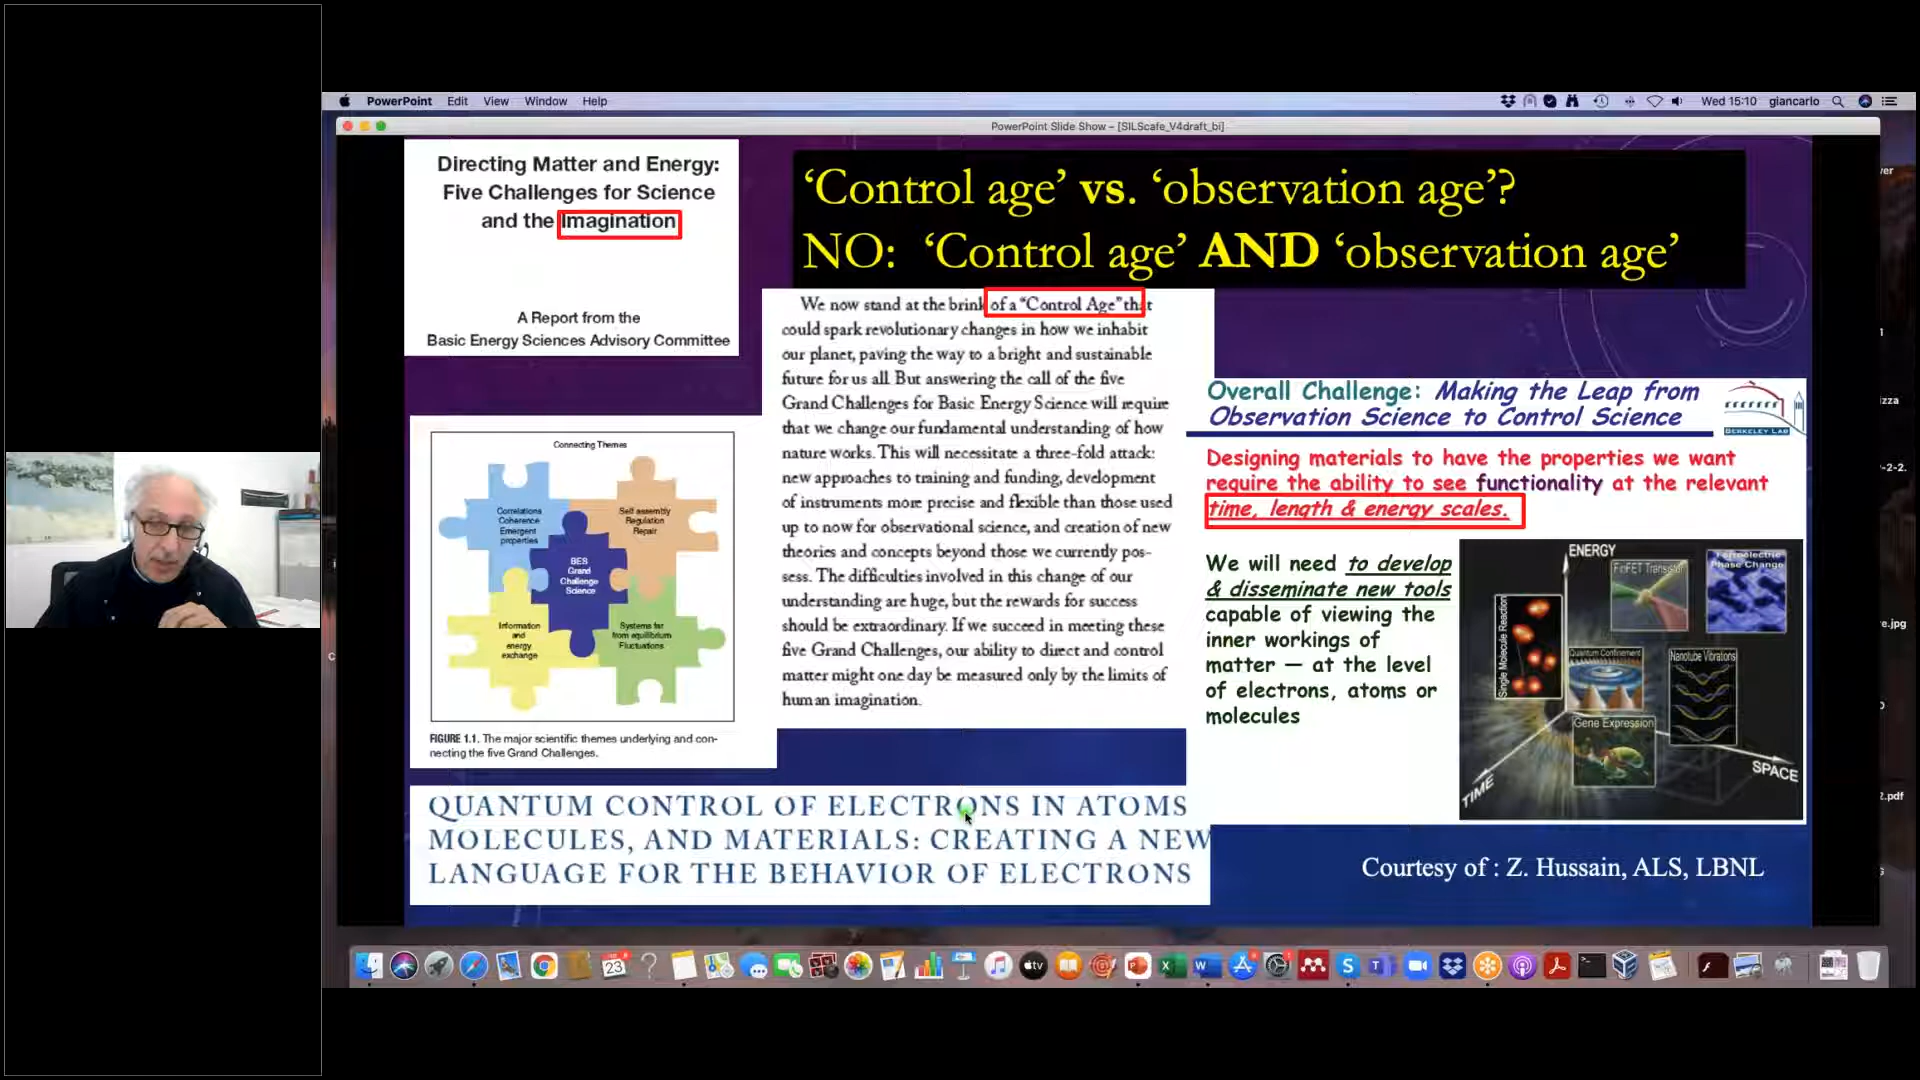 PowerPoint Edit View Window Help
Wed 15:10 giancarlo
PowerPoint Slide Show – [SILScafe_V4draft_bi]
Directing Matter and Energy:
Five Challenges for Science
and the Imagination
A Report from the
Basic Energy Sciences Advisory Committee
‘Control age’ vs. ‘observation age’?
NO: ‘Control age’ AND ‘observation age’
We now stand at the brink of a “Control Age” that
could spark revolutionary changes in how we inhabit
our planet, paving the way to a bright and sustainable
future for us all. But answering the call of the five
Grand Challenges for Basic Energy Science will require
that we change our fundamental understanding of how
nature works. This will necessitate a three-fold attack:
new approaches to training and funding, development
of instruments more precise and flexible than those used
up to now for observational science, and creation of new
theories and concepts beyond those we currently pos-
sess. The difficulties involved in this change of our
understanding are huge, but the rewards for success
should be extraordinary. If we succeed in meeting these
five Grand Challenges, our ability to direct and control
matter might one day be measured only by the limits of
human imagination.
Connecting Themes
Correlations
Coherence
Emergent
properties
Self assembly
Regulation
Repair
BES
Grand
Challenge
Science
Information
and
energy
exchange
Systems far
from equilibrium
Fluctuations
FIGURE 1.1. The major scientific themes underlying and con-
necting the five Grand Challenges.
QUANTUM CONTROL OF ELECTRONS IN ATOMS
MOLECULES, AND MATERIALS: CREATING A NEW
LANGUAGE FOR THE BEHAVIOR OF ELECTRONS
Overall Challenge: Making the Leap from
Observation Science to Control Science
BERKELEY LAB
Designing materials to have the properties we want
require the ability to see functionality at the relevant
time, length & energy scales.
We will need to develop
& disseminate new tools
capable of viewing the
inner workings of
matter — at the level
of electrons, atoms or
molecules
ENERGY
FinFET Transistor
Ferroelectric
Phase Change
Single Molecule Reaction
Quantum Confinement
Nanotube Vibrations
Gene Expression
TIME
SPACE
Courtesy of : Z. Hussain, ALS, LBNL
23
tv